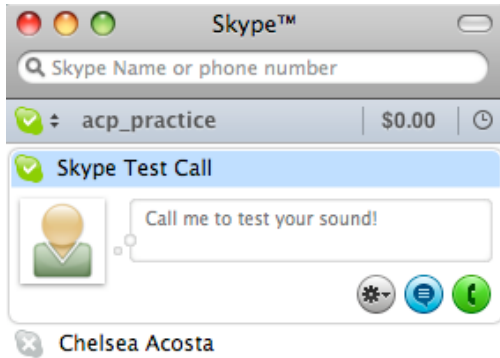 Skype™
Skype Name or phone number
acp_practice $0.00
Skype Test Call
Call me to test your sound!
Chelsea Acosta